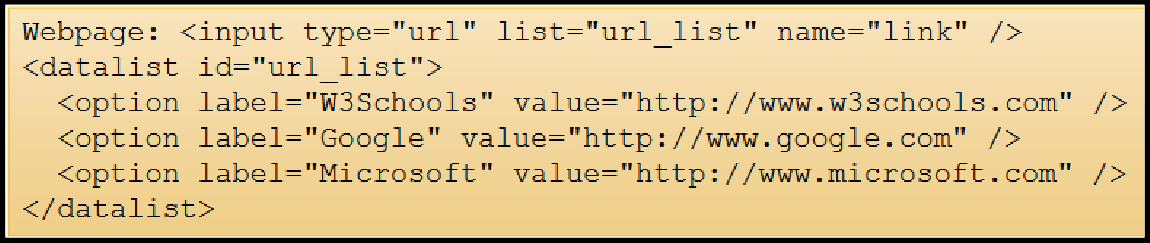 Webpage: <input type="url" list="url_list" name="link" />
<datalist id="url_list">
  <option label="W3Schools" value="http://www.w3schools.com" />
  <option label="Google" value="http://www.google.com" />
  <option label="Microsoft" value="http://www.microsoft.com" />
</datalist>